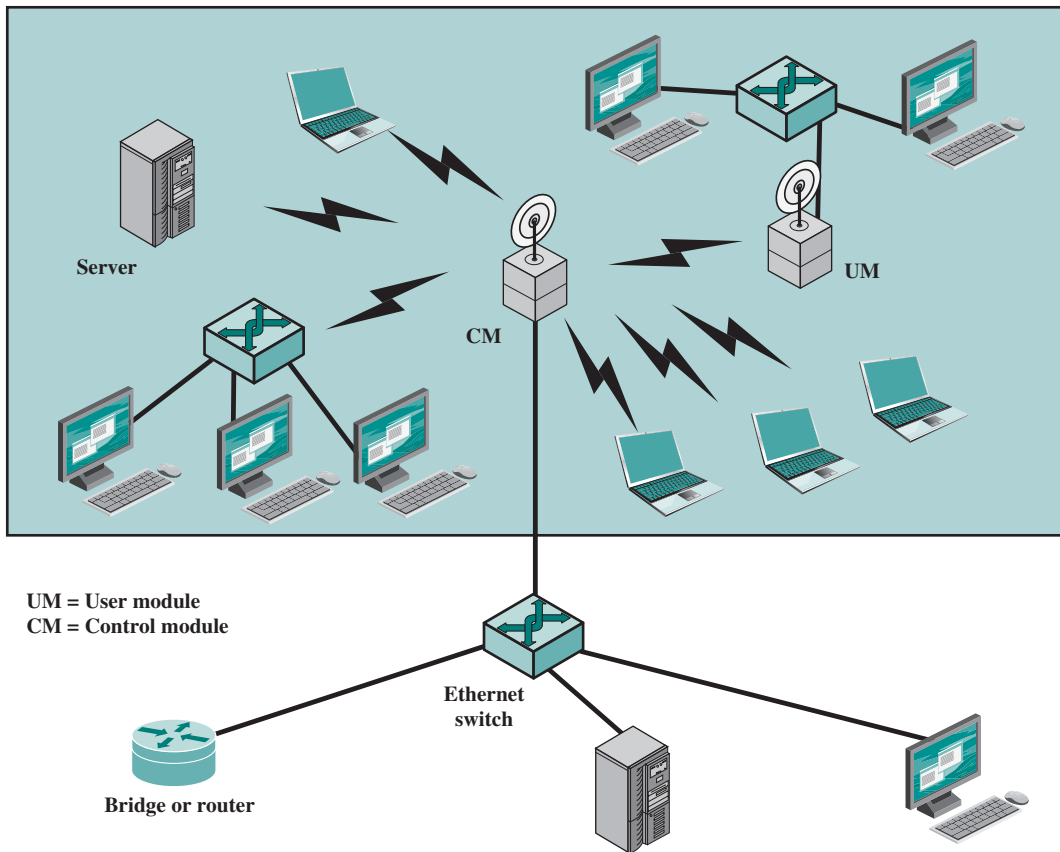 Server
UM
CM
UM = User module
CM = Control module
Ethernet
switch
Bridge or router